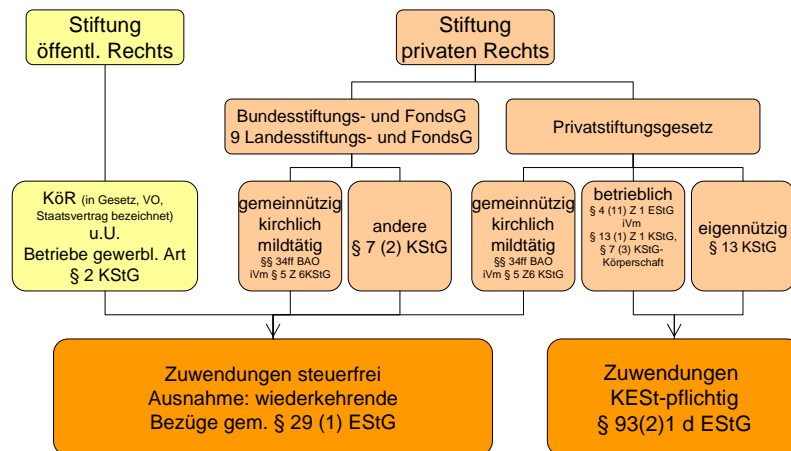 Stiftung
öffentl. Rechts
Stiftung
privaten Rechts
Bundesstiftungs- und FondsG
9 Landesstiftungs- und FondsG
Privatstiftungsgesetz
KöR (in Gesetz, VO,
Staatsvertrag bezeichnet)
u.U.
Betriebe gewerbl. Art
§ 2 KStG
gemeinnützig
kirchlich
mildtätig
§§ 34ff BAO
iVm § 5 Z 6KStG
andere
§ 7 (2) KStG
gemeinnützig
kirchlich
mildtätig
§§ 34ff BAO
iVm § 5 Z6 KStG
betrieblich
§ 4 (11) Z 1 EStG
iVm
§ 13 (1) Z 1 KStG,
§ 7 (3) KStG-
Körperschaft
eigennützig
§ 13 KStG
Zuwendungen steuerfrei
Ausnahme: wiederkehrende
Bezüge gem. § 29 (1) EStG
Zuwendungen
KESt-pflichtig
§ 93(2)1 d EStG